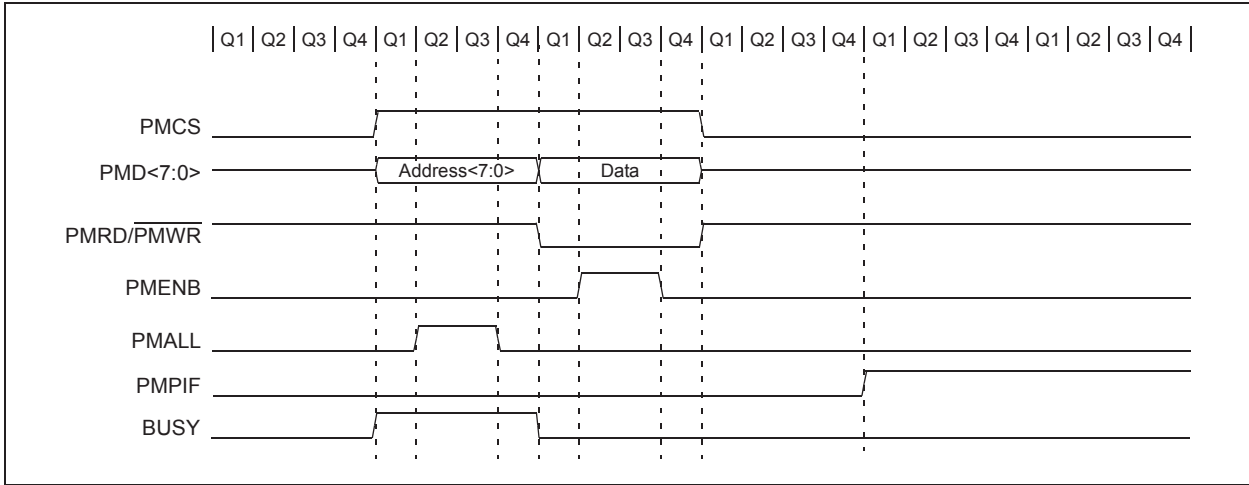 Q1 Q2 Q3 Q4 Q1 Q2 Q3 Q4 Q1 Q2 Q3 Q4 Q1 Q2 Q3 Q4 Q1 Q2 Q3 Q4 Q1 Q2 Q3 Q4
PMCS
PMD<7:0> Address<7:0> Data
PMRD/PMWR
PMENB
PMALL
PMPIF
BUSY